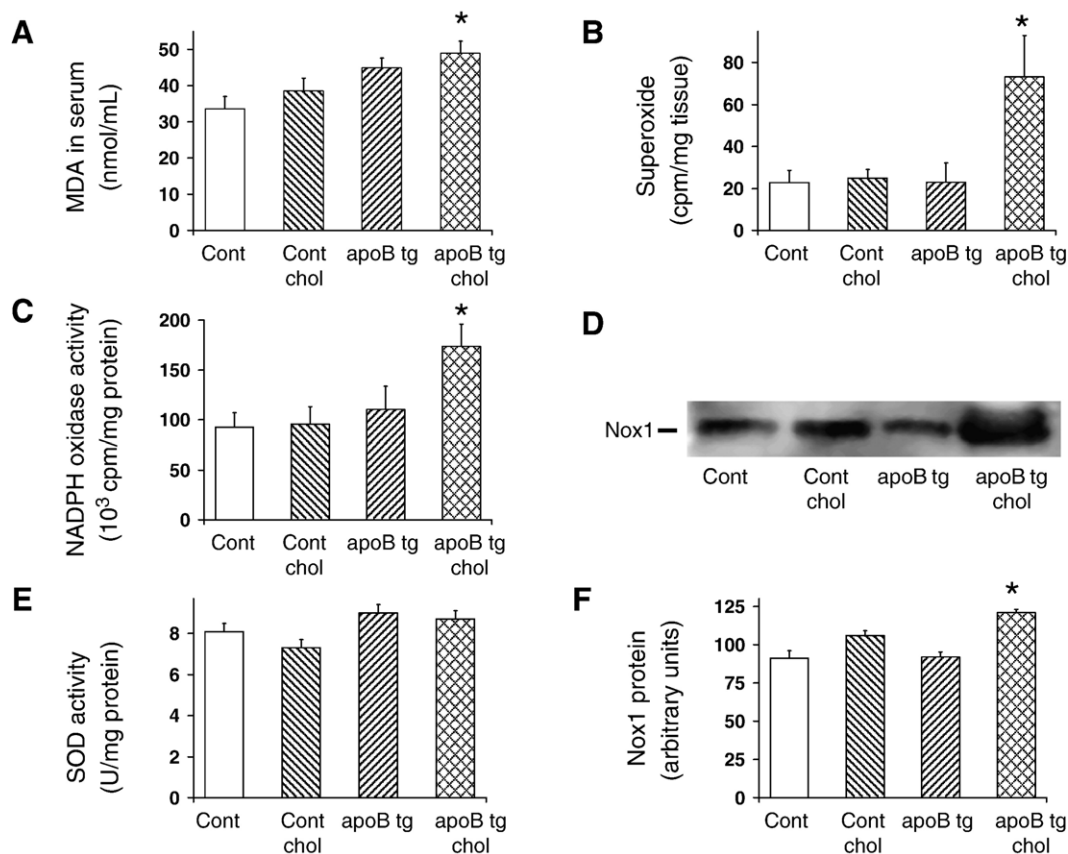 A
MDA in serum
(nmol/mL)
50
40
30
20
10
0
*
Cont
Cont
chol
apoB tg
apoB tg
chol
B
Superoxide
(cpm/mg tissue)
80
60
40
20
0
*
Cont
Cont
chol
apoB tg
apoB tg
chol
C
NADPH oxidase activity
(10³ cpm/mg protein)
200
150
100
50
0
*
Cont
Cont
chol
apoB tg
apoB tg
chol
D
Nox1
Cont
Cont
chol
apoB tg
apoB tg
chol
E
SOD activity
(U/mg protein)
8
6
4
2
0
Cont
Cont
chol
apoB tg
apoB tg
chol
F
Nox1 protein
(arbitrary units)
125
100
75
50
25
0
*
Cont
Cont
chol
apoB tg
apoB tg
chol